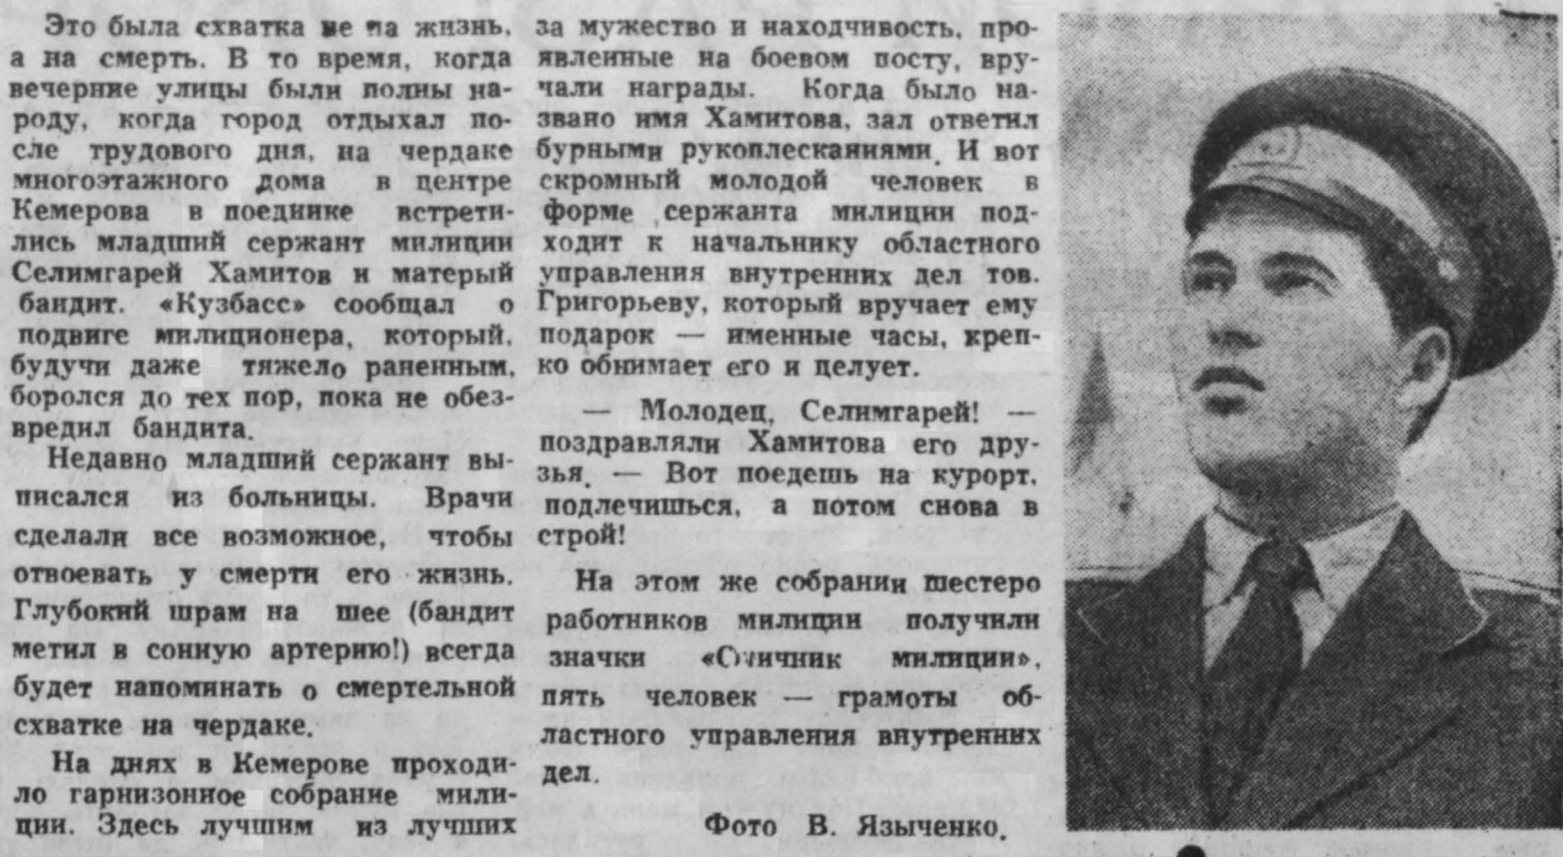 Это была схватка не на жизнь,
а на смерть. В то время, когда
вечерние улицы были полны на-
роду, когда город отдыхал по-
сле трудового дня, на чердаке
многоэтажного дома в центре
Кемерова в поединке встрети-
лись младший сержант милиции
Селимгарей Хамитов и матерый
бандит. «Кузбасс» сообщал о
подвиге милиционера, который,
будучи даже тяжело раненным,
боролся до тех пор, пока не обез-
вредил бандита.
Недавно младший сержант вы-
писался из больницы. Врачи
сделали все возможное, чтобы
отвоевать у смерти его жизнь.
Глубокий шрам на шее (бандит
метил в сонную артерию!) всегда
будет напоминать о смертельной
схватке на чердаке.
На днях в Кемерове проходи-
ло гарнизонное собрание мили-
ции. Здесь лучшим из лучших
за мужество и находчивость, про-
явленные на боевом посту, вру-
чали награды. Когда было на-
звано имя Хамитова, зал ответил
бурными рукоплесканиями. И вот
скромный молодой человек в
форме сержанта милиции под-
ходит к начальнику областного
управления внутренних дел тов.
Григорьеву, который вручает ему
подарок — именные часы, креп-
ко обнимает его и целует.
— Молодец, Селимгарей! —
поздравляли Хамитова его дру-
зья. — Вот поедешь на курорт,
подлечишься, а потом снова в
строй!
На этом же собрании шестеро
работников милиции получили
значки «Отличник милиции»,
пять человек — грамоты об-
ластного управления внутренних
дел.
Фото В. Языченко.